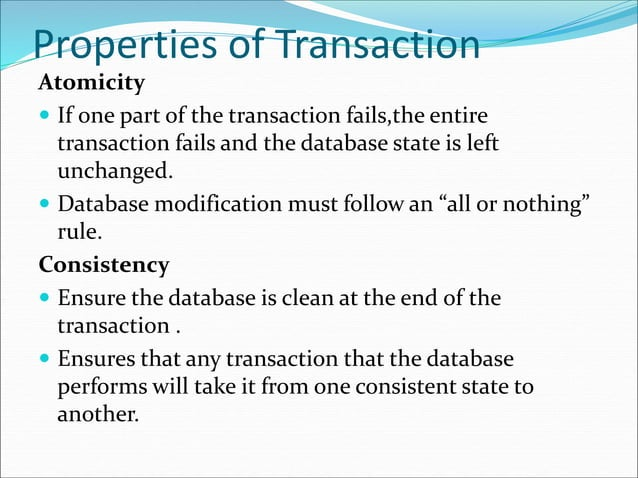 Properties of Transaction
Atomicity
• If one part of the transaction fails,the entire
transaction fails and the database state is left
unchanged.
• Database modification must follow an “all or nothing”
rule.
Consistency
• Ensure the database is clean at the end of the
transaction .
• Ensures that any transaction that the database
performs will take it from one consistent state to
another.